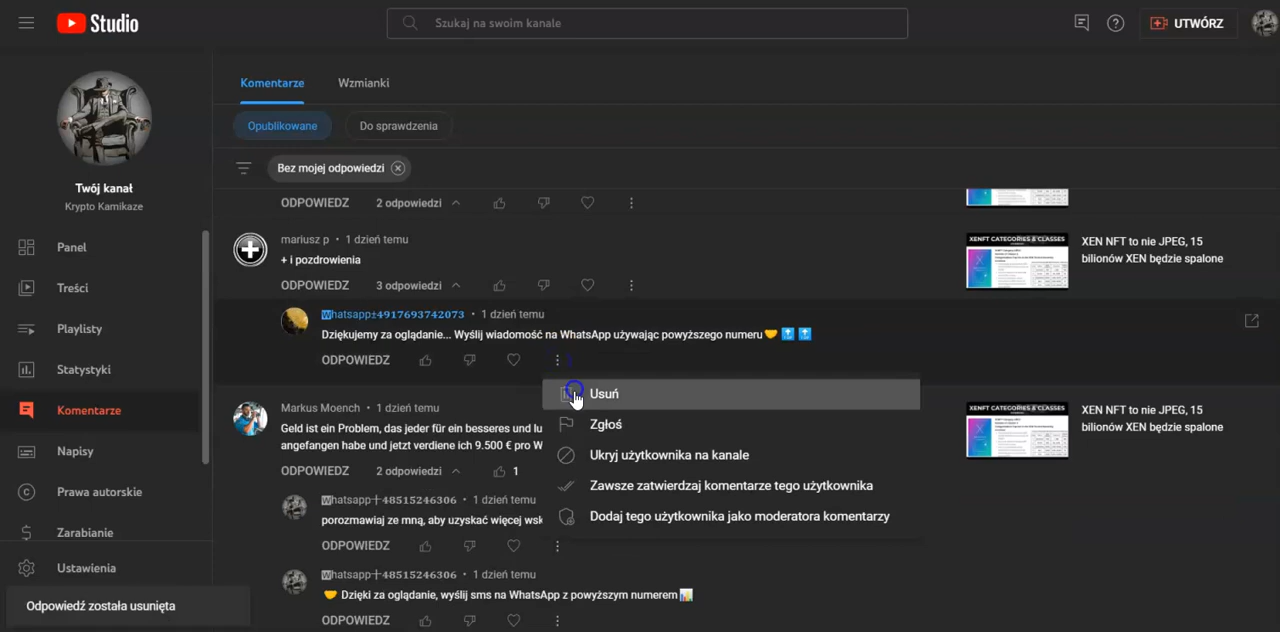 Studio
Szukaj na swoim kanale
UTWÓRZ
Twój kanał
Krypto Kamikaze
Panel
Treści
Playlisty
Statystyki
Komentarze
Napisy
Prawa autorskie
Zarabianie
Ustawienia
Odpowiedź została usunięta
Komentarze
Wzmianki
Opublikowane
Do sprawdzenia
Bez mojej odpowiedzi
ODPOWIEDZ 2 odpowiedzi
mariusz p • 1 dzień temu
+ i pozdrowienia
ODPOWIEDZ 3 odpowiedzi
XENFT CATEGORIES & CLASSES
XEN NFT to nie JPEG, 15
bilionów XEN będzie spalone
Whatsapp±4917693742073 • 1 dzień temu
Dziękujemy za oglądanie... Wyślij wiadomość na WhatsApp używając powyższego numeru🤝⬆️⬆️
ODPOWIEDZ
Usuń
Zgłoś
Ukryj użytkownika na kanale
Zawsze zatwierdzaj komentarze tego użytkownika
Dodaj tego użytkownika jako moderatora komentarzy
Markus Moench • 1 dzień temu
Geld ist ein Problem, das jeder für ein besseres und lu
angefangen und jetzt verdiene ich 9.500 € pro W
ODPOWIEDZ 2 odpowiedzi 1
XENFT CATEGORIES & CLASSES
XEN NFT to nie JPEG, 15
bilionów XEN będzie spalone
Whatsapp+48515246306 • 1 dzień temu
porozmawiaj ze mną, aby uzyskać więcej wsk
ODPOWIEDZ
Whatsapp+48515246306 • 1 dzień temu
🤝 Dzięki za oglądanie, wyślij sms na WhatsApp z powyższym numerem📊
ODPOWIEDZ